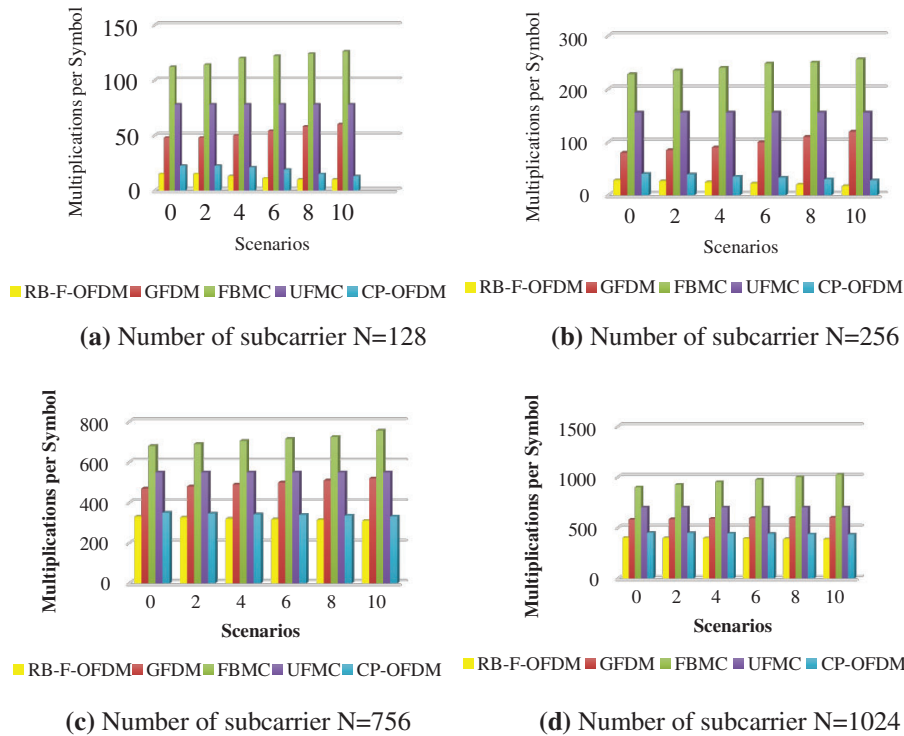 Multiplications per Symbol
150
100
50
0
0 2 4 6 8 10
Scenarios
RB-F-OFDM GFDM FBMC UFMC CP-OFDM
(a) Number of subcarrier N=128
Multiplications per Symbol
300
200
100
0
0 2 4 6 8 10
Scenarios
RB-F-OFDM GFDM FBMC UFMC CP-OFDM
(b) Number of subcarrier N=256
Multiplications per Symbol
800
600
400
200
0
0 2 4 6 8 10
Scenarios
RB-F-OFDM GFDM FBMC UFMC CP-OFDM
(c) Number of subcarrier N=756
Multiplications per Symbol
1500
1000
500
0
0 2 4 6 8 10
Scenarios
RB-F-OFDM GFDM FBMC UFMC CP-OFDM
(d) Number of subcarrier N=1024